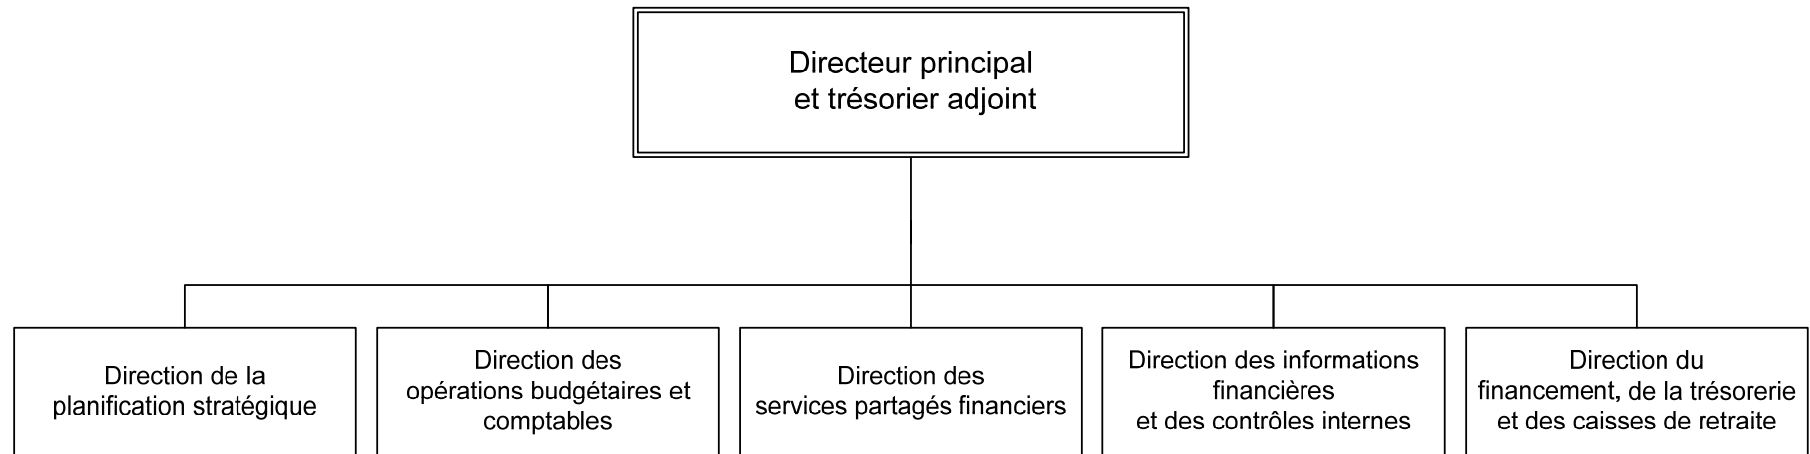 Directeur principal
et trésorier adjoint
Direction de la
planification stratégique
Direction des
opérations budgétaires et
comptables
Direction des
services partagés financiers
Direction des informations
financières
et des contrôles internes
Direction du
financement, de la trésorerie
et des caisses de retraite